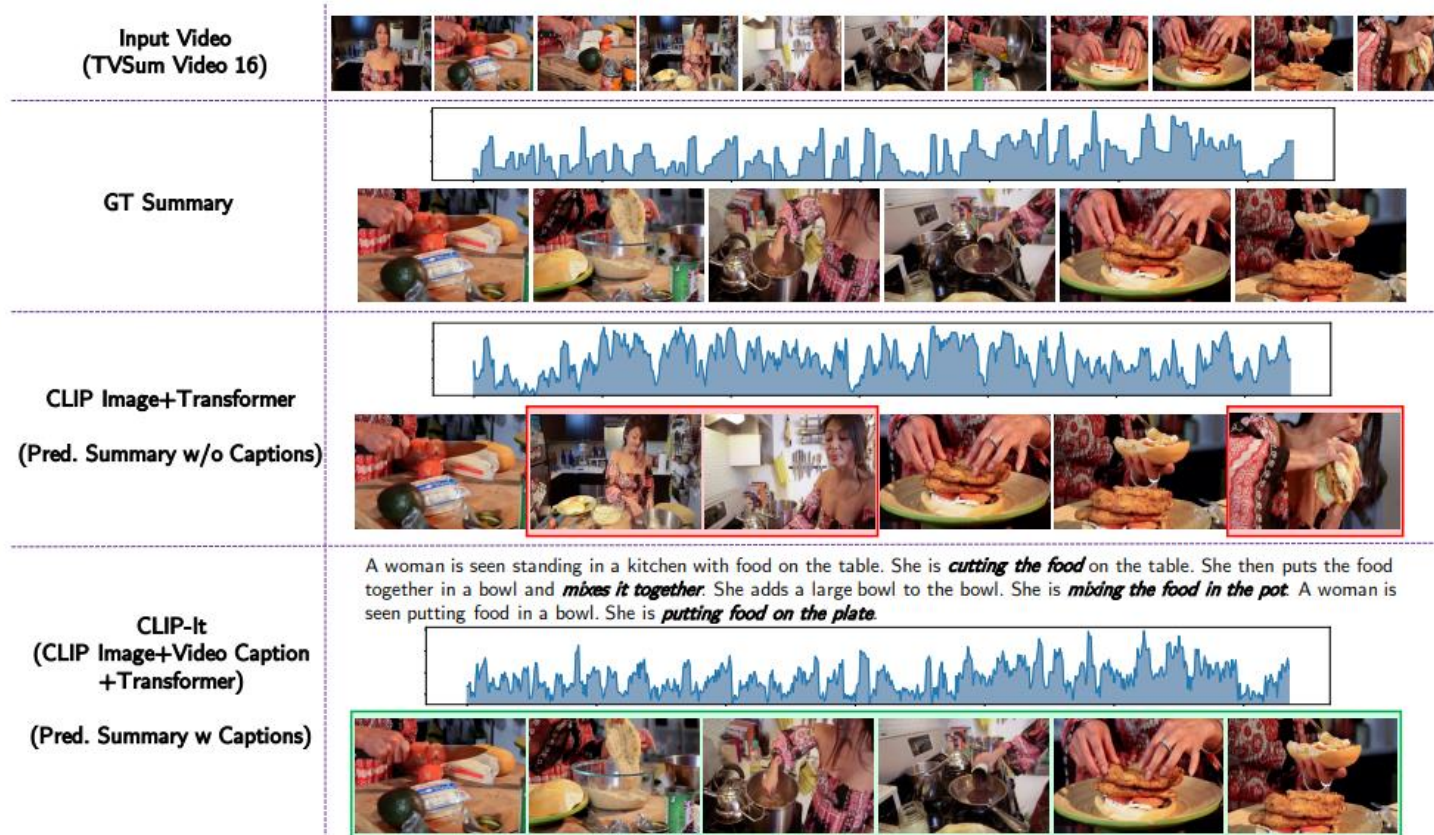 Input Video
(TVSum Video 16)
GT Summary
CLIP Image+Transformer
(Pred. Summary w/o Captions)
A woman is seen standing in a kitchen with food on the table. She is cutting the food on the table. She then puts the food
together in a bowl and mixes it together. She adds a large bowl to the bowl. She is mixing the food in the pot. A woman is
seen putting food in a bowl. She is putting food on the plate.
CLIP-It
(CLIP Image+Video Caption
+Transformer)
(Pred. Summary w Captions)